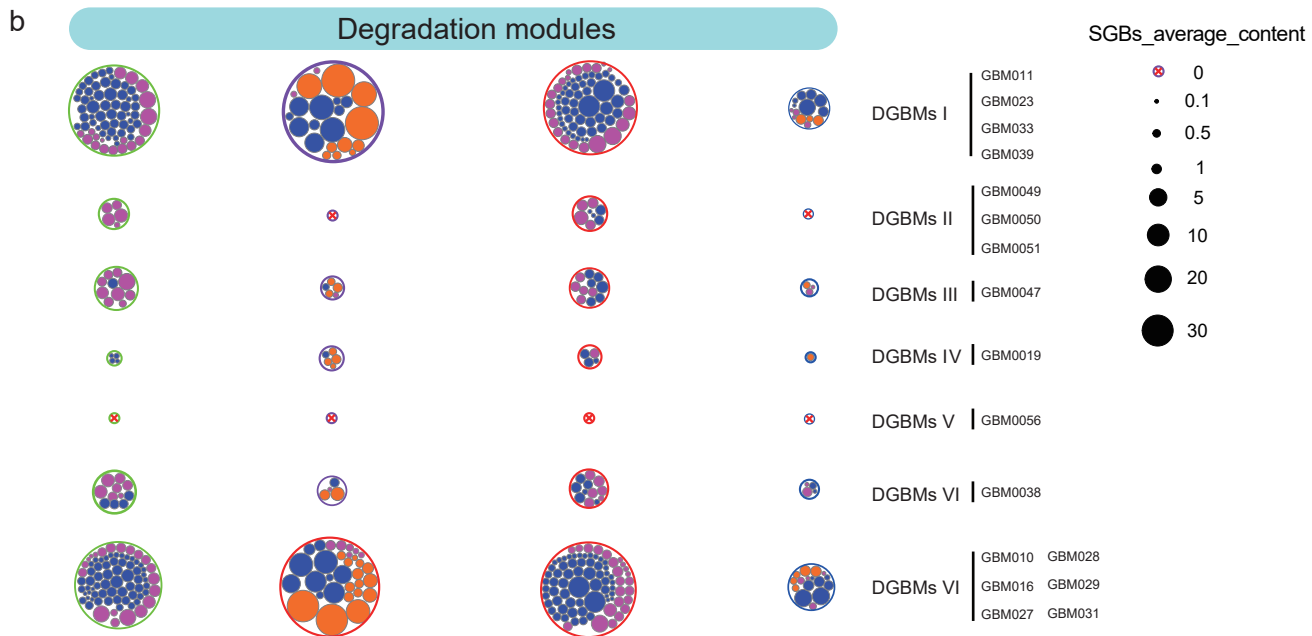 b
Degradation modules
SGBs_average_content
0
0.1
0.5
1
5
10
20
30
DGBMs I
GBM011
GBM023
GBM033
GBM039
DGBMs II
GBM0049
GBM0050
GBM0051
DGBMs III
GBM0047
DGBMs IV
GBM0019
DGBMs V
GBM0056
DGBMs VI
GBM0038
DGBMs VI
GBM010 GBM028
GBM016 GBM029
GBM027 GBM031